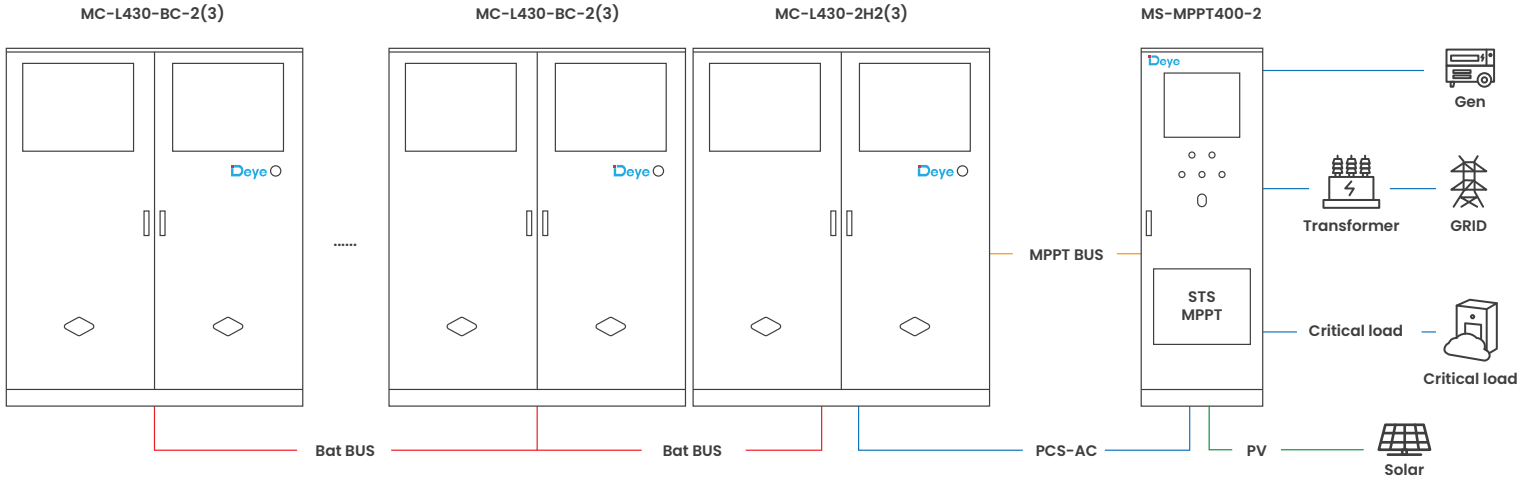 MC-L430-BC-2(3)
MC-L430-BC-2(3)
MC-L430-2H2(3)
MS-MPPT400-2
Deye
Gen
Deye
Deye
Deye
Transformer
GRID
......
MPPT BUS
STS
MPPT
Critical load
Critical load
Bat BUS
Bat BUS
PCS-AC
PV
Solar